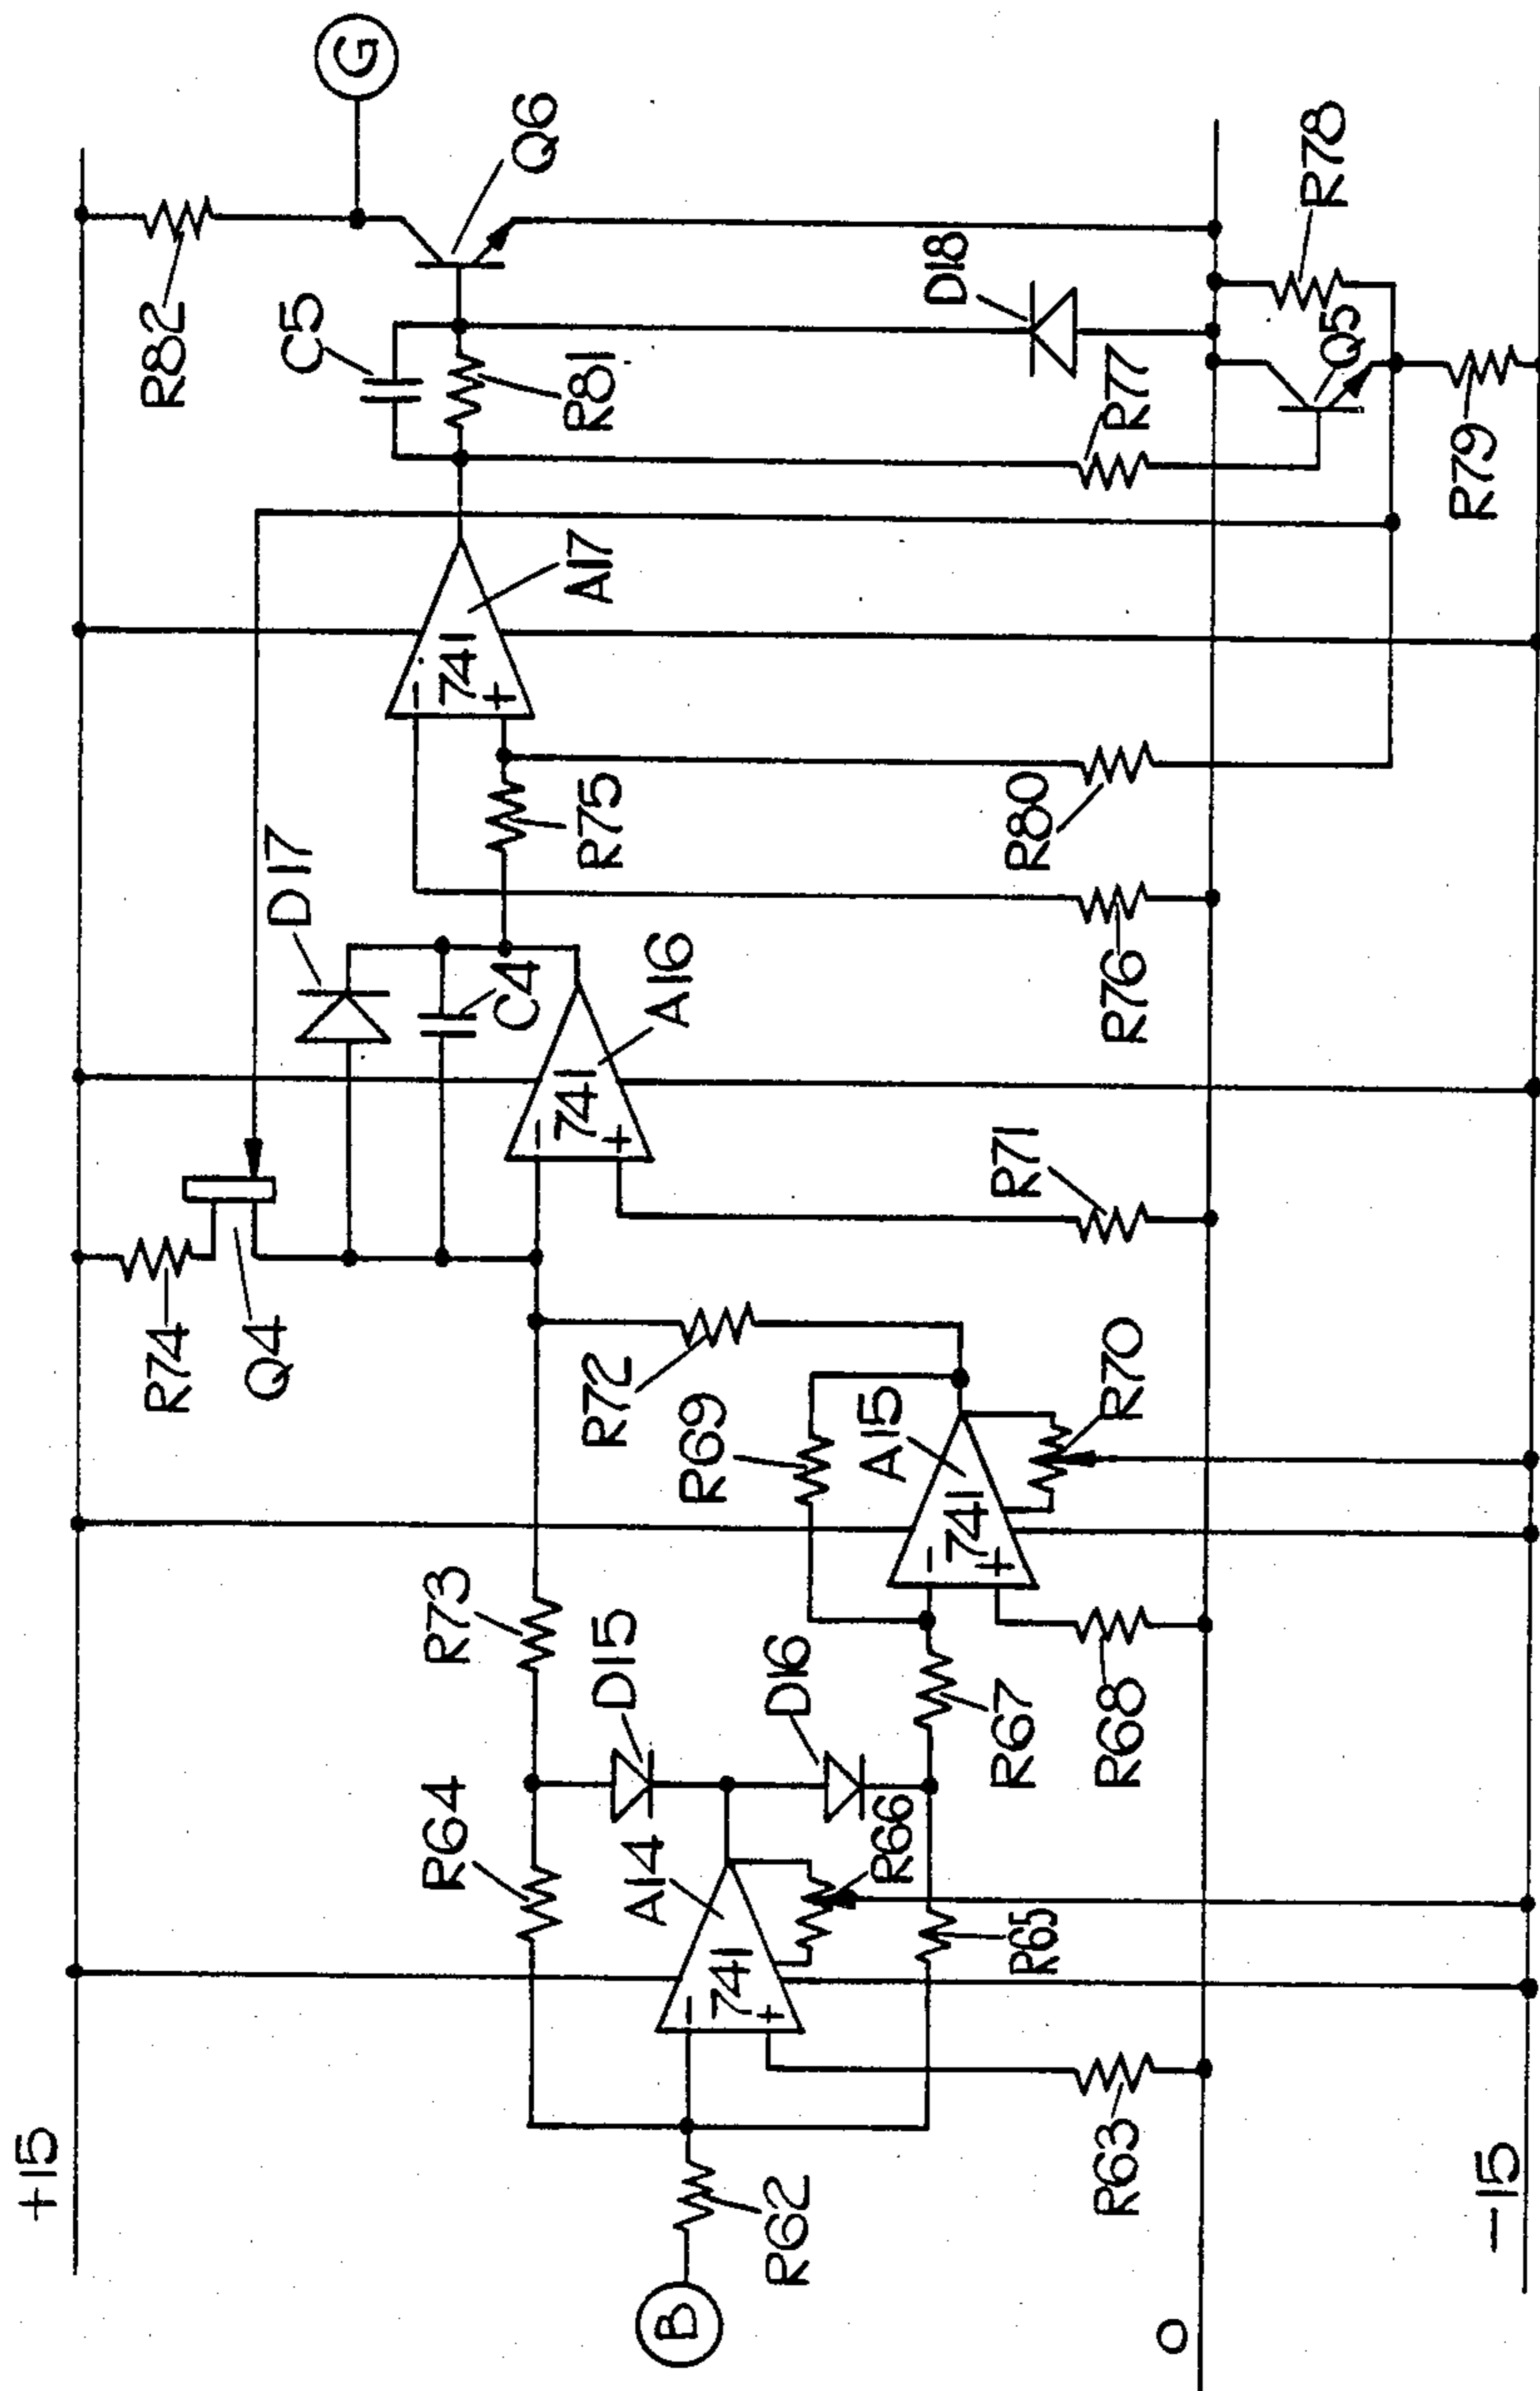 +15
R82
C5
Q6
G
R81
D18
R78
R77
Q5
R79
A17
741
− +
R75
R80
D17
R76
C4
A16
741
− +
R71
R74
Q4
R72
R69
A15
R70
741
− +
R73
D15
D16
R67
R68
R64
A14
R66
R65
741
− +
R63
R62
B
0
−15